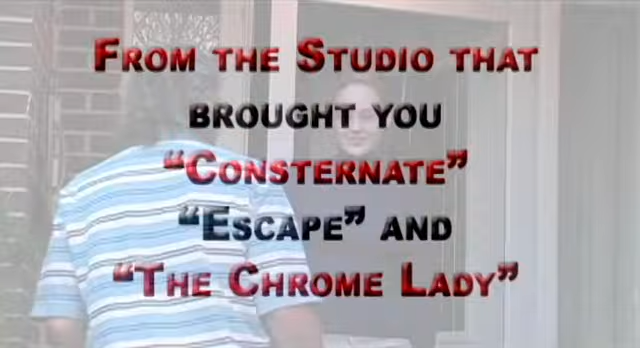 From the Studio that
brought you
“Consternate”
“Escape” and
“The Chrome Lady”